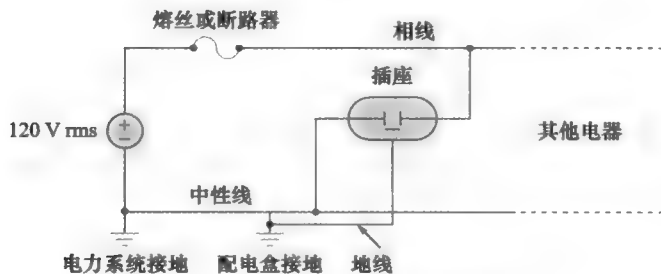 熔丝或断路器
相线
插座
120 V rms
其他电器
中性线
电力系统接地
配电盒接地
地线